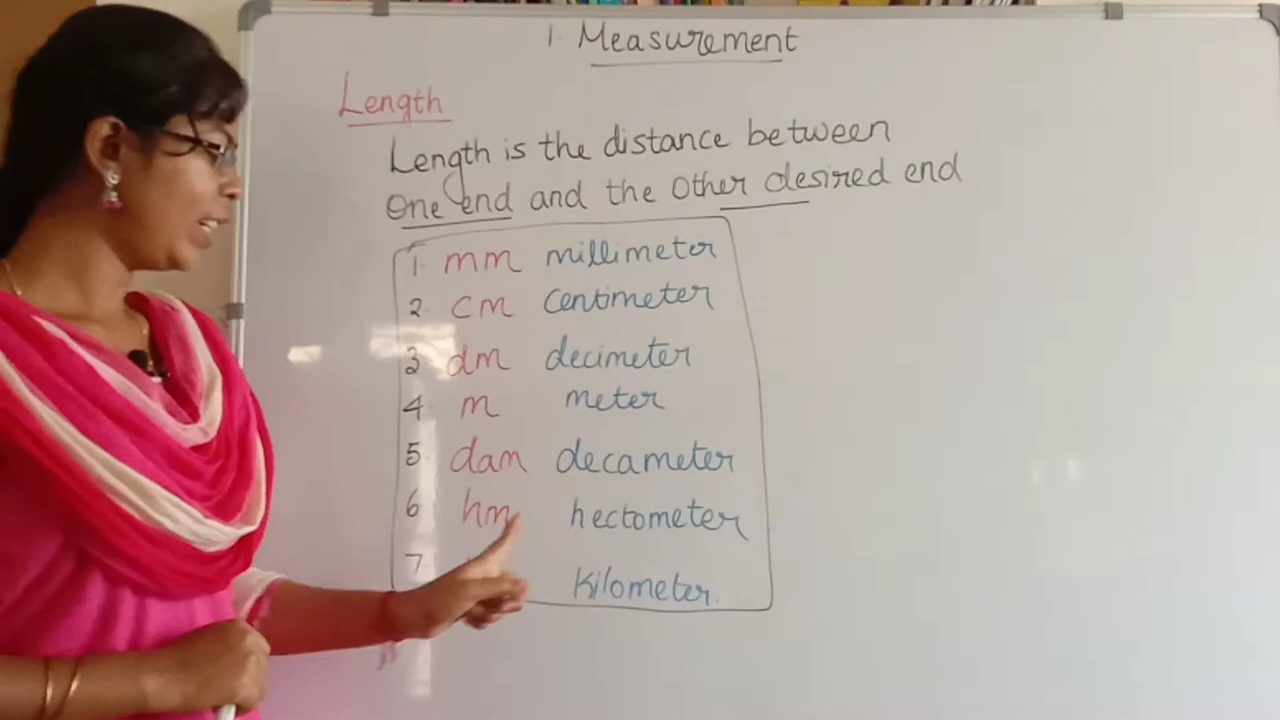 1. Measurement
Length
Length is the distance between
One end and the Other desired end
1. mm millimeter
2. cm centimeter
3 dm decimeter
4 m meter
5 dam decameter
6 hm hectometer
7 kilometer.